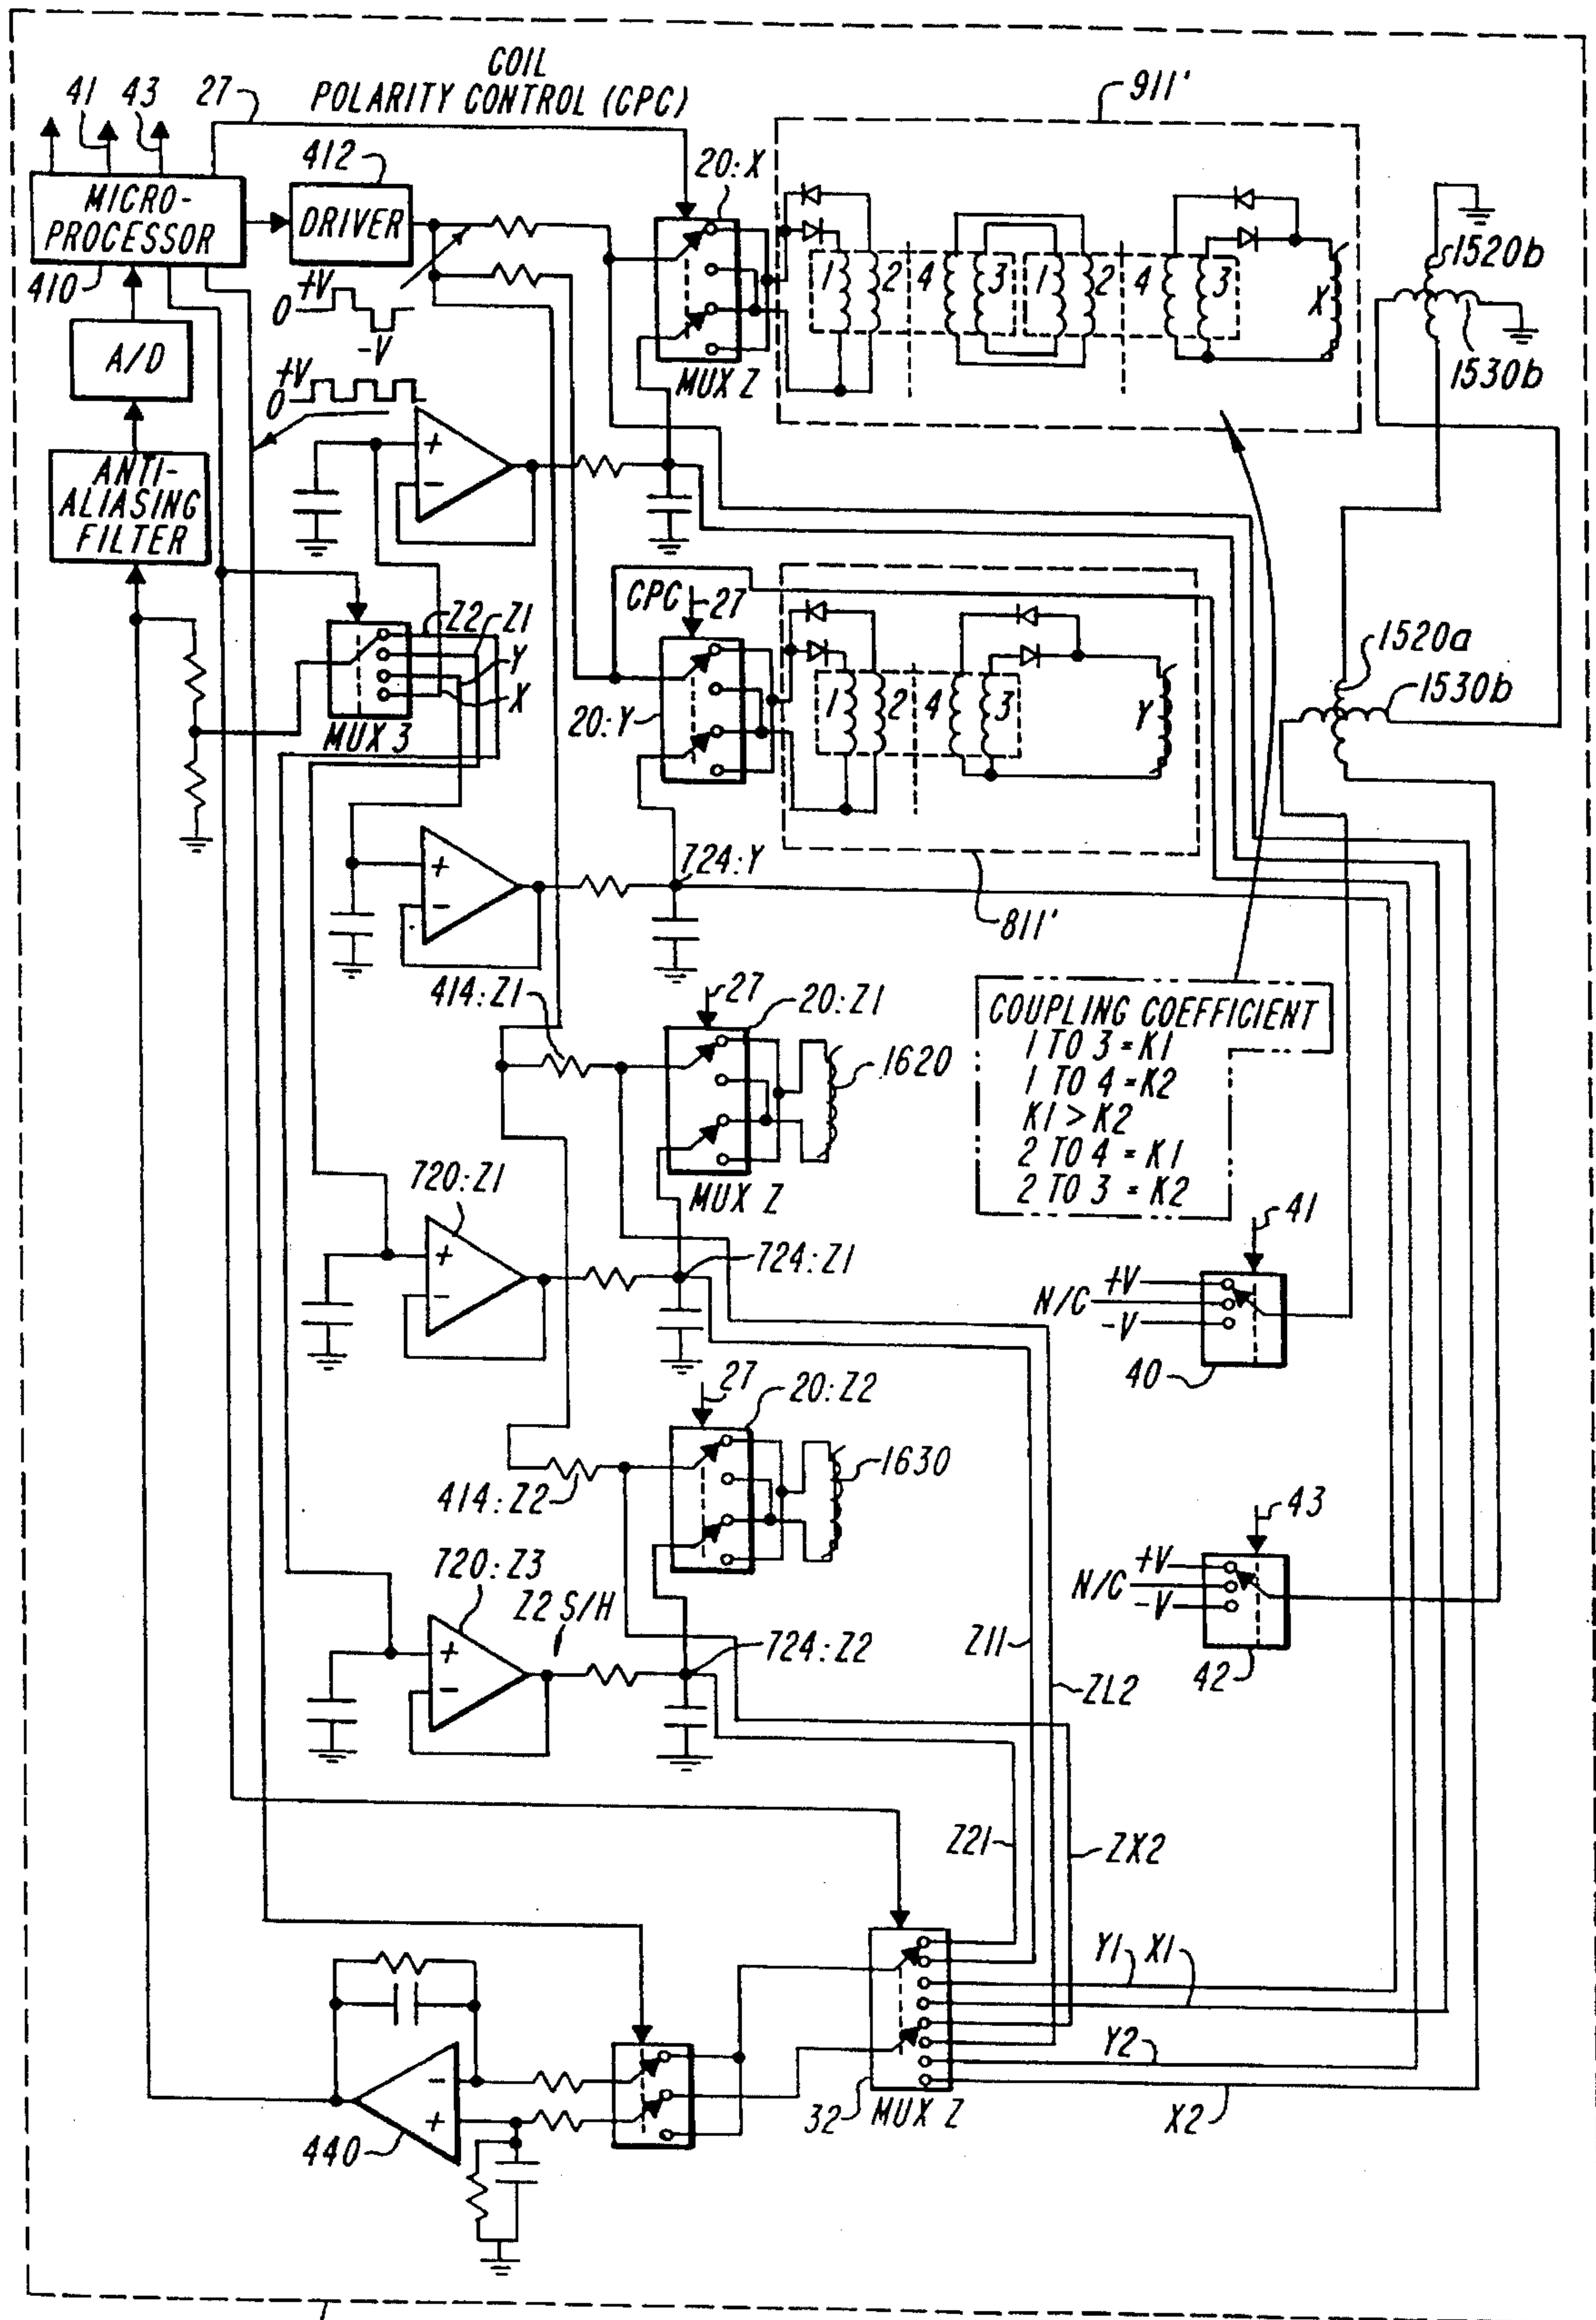 COIL
POLARITY CONTROL (CPC)
41
43
27
911'
412
20:X
MICRO-
PROCESSOR
DRIVER
410
+V
0
-V
+V
0
A/D
ANTI-
ALIASING
FILTER
MUX Z
1
2
4
3
1
2
4
3
X
1520b
1530b
Z2
Z1
Y
X
MUX 3
CPC
27
20:Y
1
2
4
3
Y
1520a
1530b
724:Y
811'
414:Z1
27
20:Z1
1620
MUX Z
COUPLING COEFFICIENT
1 TO 3 = K1
1 TO 4 = K2
K1 > K2
2 TO 4 = K1
2 TO 3 = K2
720:Z1
724:Z1
41
+V
N/C
-V
40
27
20:Z2
414:Z2
1630
43
+V
N/C
-V
42
720:Z3
Z2 S/H
724:Z2
Z11
ZL2
Z21
ZX2
Y1
X1
Y2
X2
32
MUX Z
440